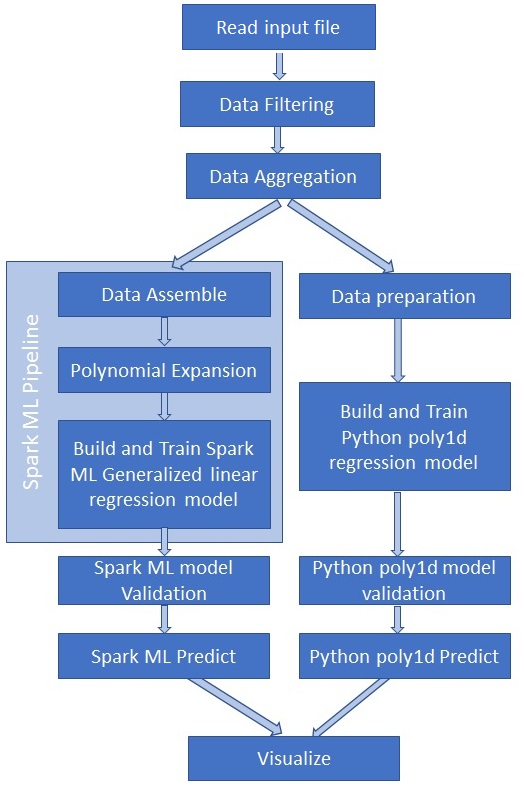 Read input file
Data Filtering
Data Aggregation
Spark ML Pipeline
Data Assemble
Polynomial Expansion
Build and Train Spark
ML Generalized linear
regression model
Data preparation
Build and Train
Python poly1d
regression model
Spark ML model
Validation
Python poly1d model
validation
Spark ML Predict
Python poly1d Predict
Visualize